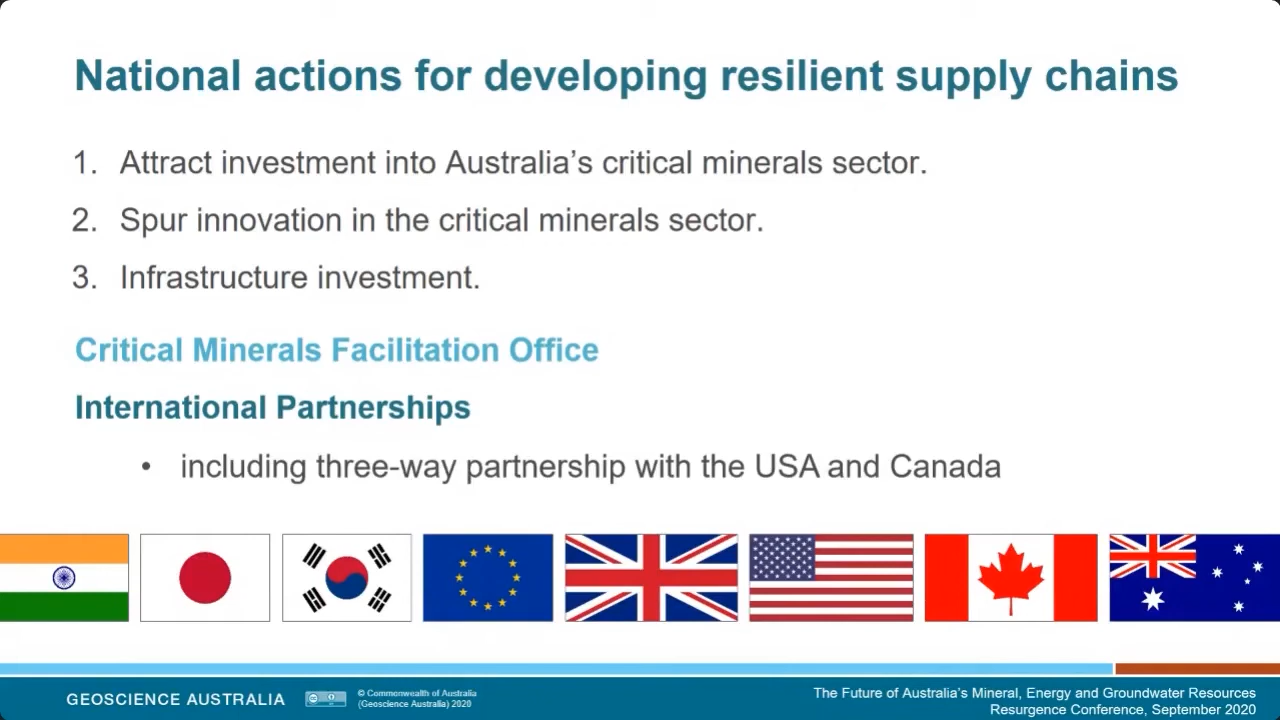 National actions for developing resilient supply chains
1. Attract investment into Australia’s critical minerals sector.
2. Spur innovation in the critical minerals sector.
3. Infrastructure investment.
Critical Minerals Facilitation Office
International Partnerships
• including three-way partnership with the USA and Canada
GEOSCIENCE AUSTRALIA
© Commonwealth of Australia
(Geoscience Australia) 2020
The Future of Australia’s Mineral, Energy and Groundwater Resources
Resurgence Conference, September 2020